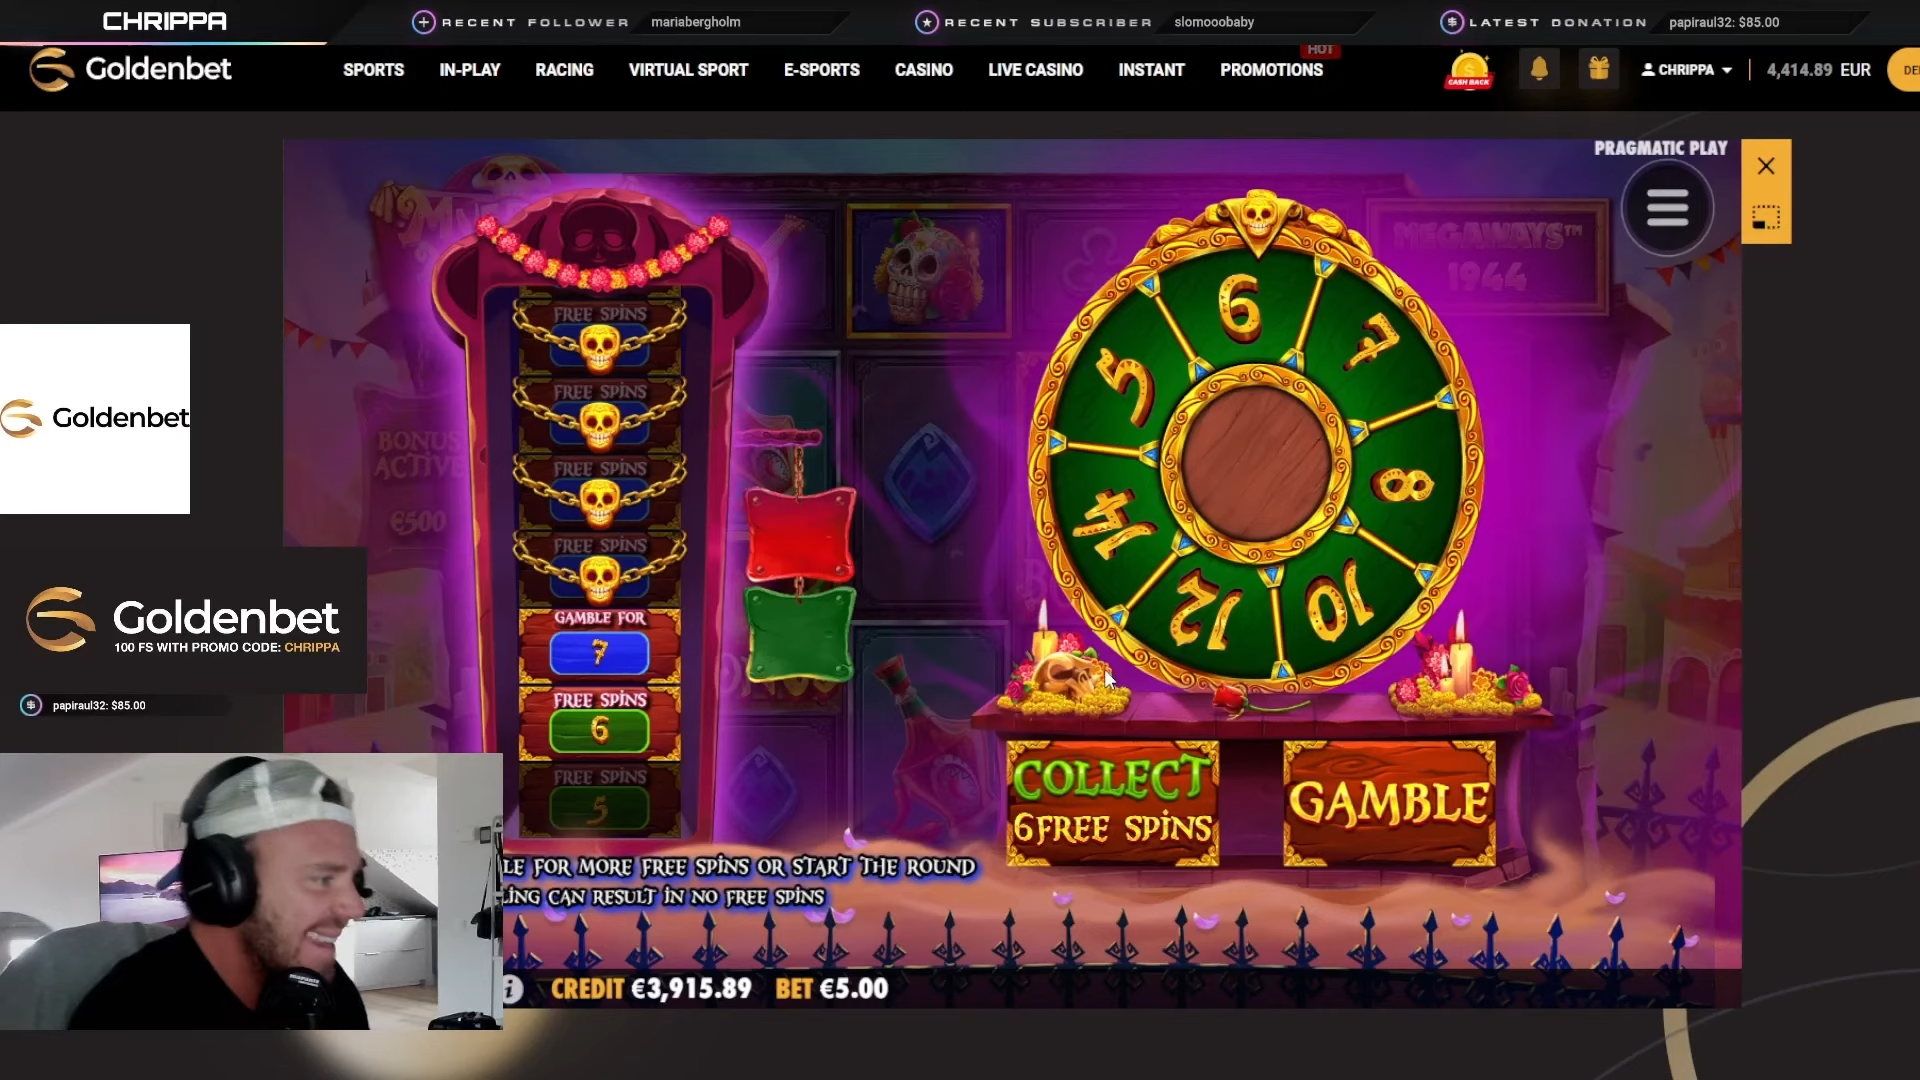 CHRIPPA
RECENT FOLLOWER mariabergholm
RECENT SUBSCRIBER slomooobaby
LATEST DONATION papiraul32: $85.00
Goldenbet
SPORTS IN-PLAY RACING VIRTUAL SPORT E-SPORTS CASINO LIVE CASINO INSTANT PROMOTIONS
HOT
CASH BACK
CHRIPPA
4,414.89 EUR
PRAGMATIC PLAY
MEGAWAYS™
1944
BONUS
ACTIVE
€500
FREE SPINS
FREE SPINS
FREE SPINS
FREE SPINS
GAMBLE FOR
7
FREE SPINS
6
FREE SPINS
5
6
7
8
10
12
4
5
COLLECT
6 FREE SPINS
GAMBLE
LE FOR MORE FREE SPINS OR START THE ROUND
LING CAN RESULT IN NO FREE SPINS
CREDIT €3,915.89 BET €5.00
Goldenbet
Goldenbet
100 FS WITH PROMO CODE: CHRIPPA
papiraul32: $85.00